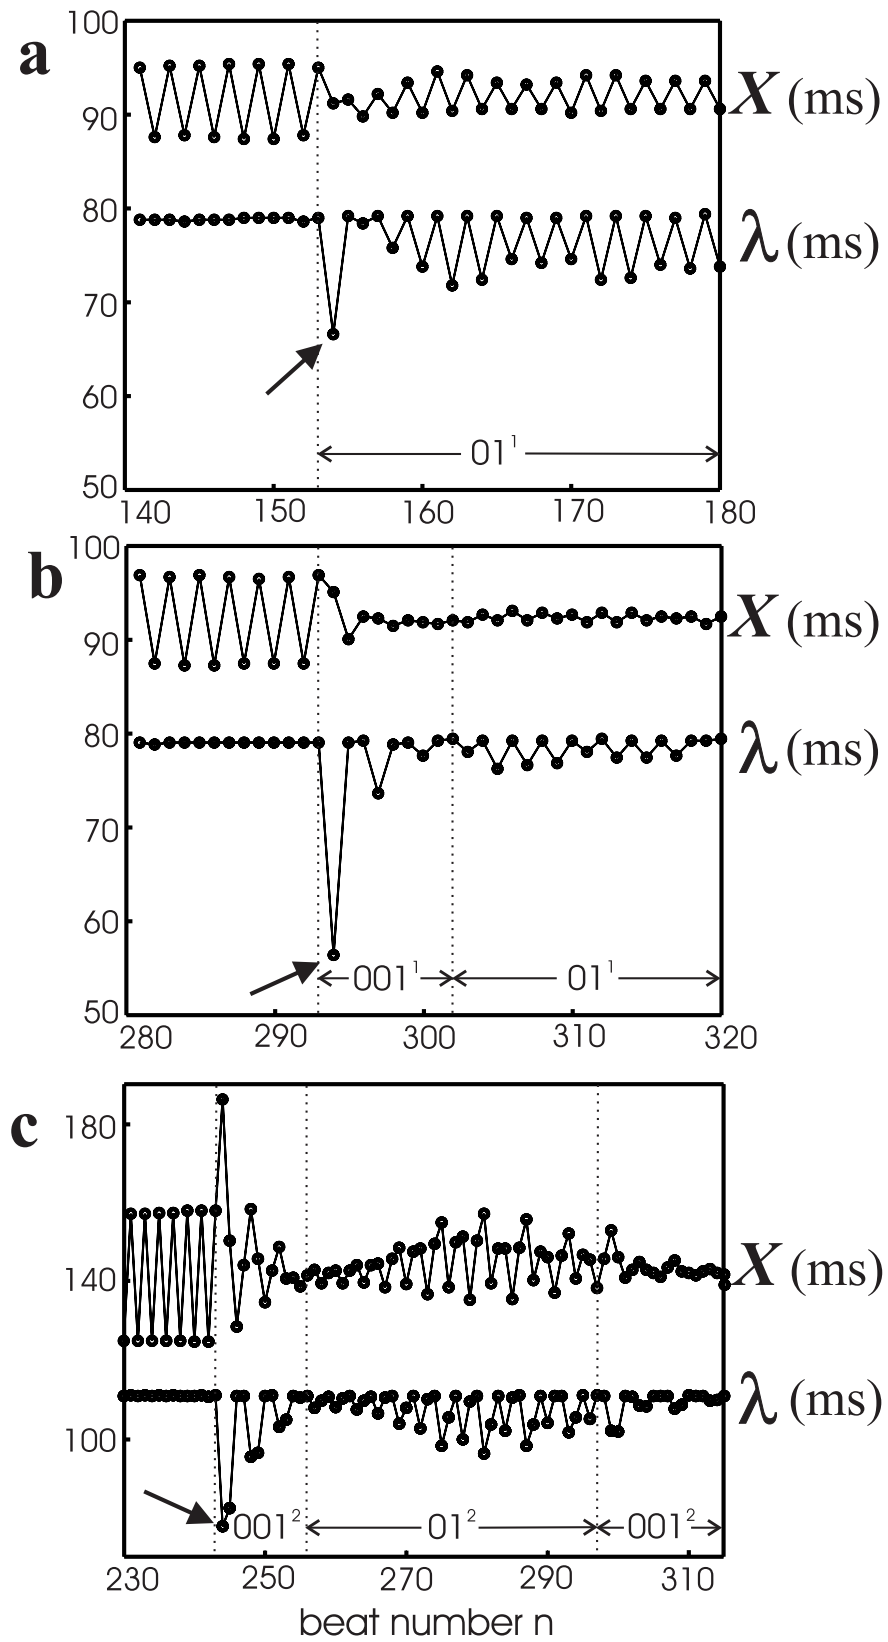 a
100
90
80
70
60
50
X (ms)
λ (ms)
01¹
140 150 160 170 180
b
100
90
80
70
60
50
X (ms)
λ (ms)
001¹ 01¹
280 290 300 310 320
c
180
140
100
X (ms)
λ (ms)
001² 01² 001²
230 250 270 290 310
beat number n